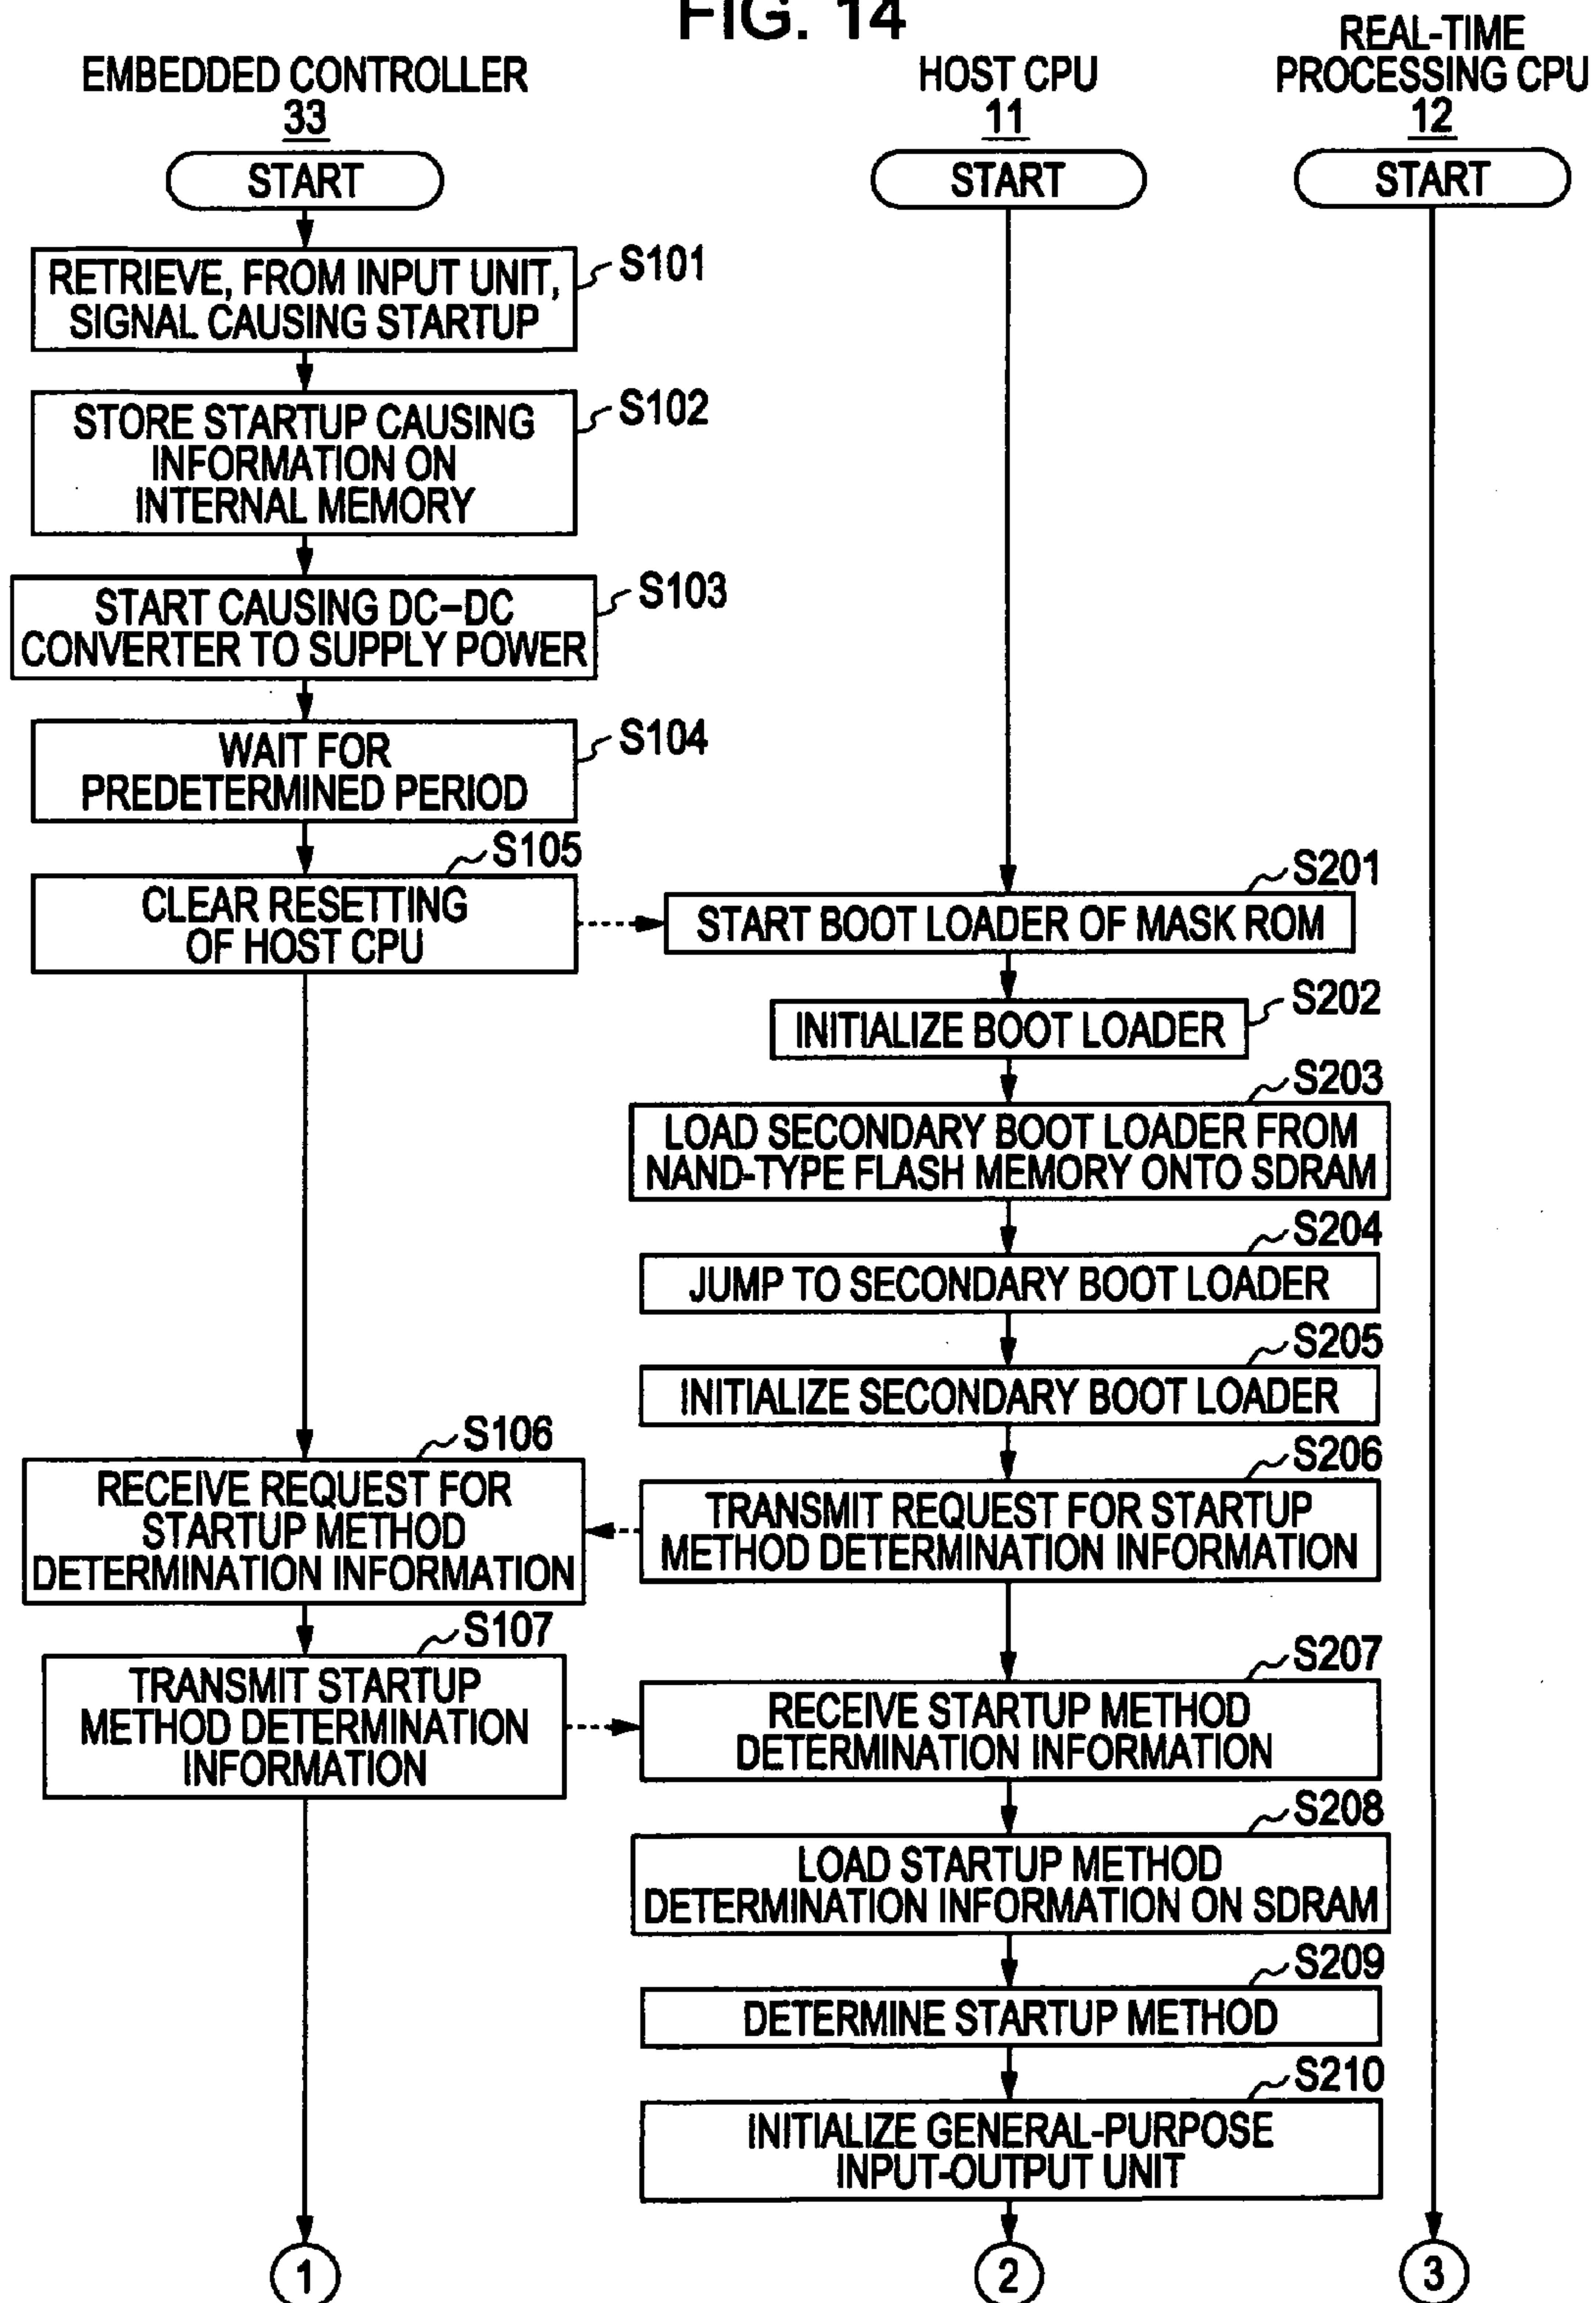 FIG. 14
EMBEDDED CONTROLLER
33
HOST CPU
11
REAL-TIME
PROCESSING CPU
12
START
START
START
S101
RETRIEVE, FROM INPUT UNIT,
SIGNAL CAUSING STARTUP
S102
STORE STARTUP CAUSING
INFORMATION ON
INTERNAL MEMORY
S103
START CAUSING DC-DC
CONVERTER TO SUPPLY POWER
S104
WAIT FOR
PREDETERMINED PERIOD
S105
CLEAR RESETTING
OF HOST CPU
S201
START BOOT LOADER OF MASK ROM
S202
INITIALIZE BOOT LOADER
S203
LOAD SECONDARY BOOT LOADER FROM
NAND-TYPE FLASH MEMORY ONTO SDRAM
S204
JUMP TO SECONDARY BOOT LOADER
S205
INITIALIZE SECONDARY BOOT LOADER
S106
RECEIVE REQUEST FOR
STARTUP METHOD
DETERMINATION INFORMATION
S206
TRANSMIT REQUEST FOR STARTUP
METHOD DETERMINATION INFORMATION
S107
TRANSMIT STARTUP
METHOD DETERMINATION
INFORMATION
S207
RECEIVE STARTUP METHOD
DETERMINATION INFORMATION
S208
LOAD STARTUP METHOD
DETERMINATION INFORMATION ON SDRAM
S209
DETERMINE STARTUP METHOD
S210
INITIALIZE GENERAL-PURPOSE
INPUT-OUTPUT UNIT
1
2
3